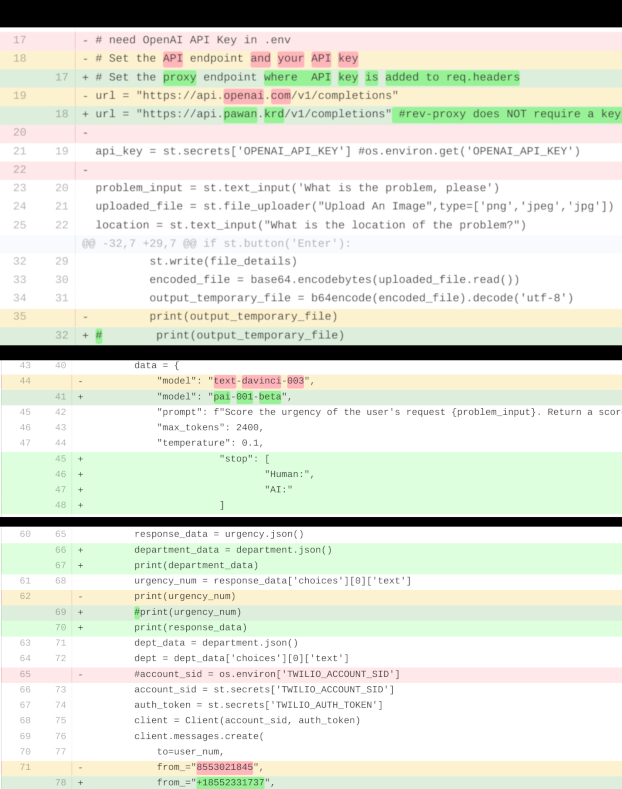 17 - # need OpenAI API Key in .env
18 - # Set the API endpoint and your API key
17 + # Set the proxy endpoint where  API key is added to req.headers
19 - url = "https://api.openai.com/v1/completions"
18 + url = "https://api.pawan.krd/v1/completions" #rev-proxy does NOT require a key
20 -
21 19 api_key = st.secrets['OPENAI_API_KEY'] #os.environ.get('OPENAI_API_KEY')
22 -
23 20 problem_input = st.text_input('What is the problem, please')
24 21 uploaded_file = st.file_uploader("Upload An Image",type=['png','jpeg','jpg'])
25 22 location = st.text_input("What is the location of the problem?")
@@ -32,7 +29,7 @@ if st.button('Enter'):
32 29 st.write(file_details)
33 30 encoded_file = base64.encodebytes(uploaded_file.read())
34 31 output_temporary_file = b64encode(encoded_file).decode('utf-8')
35 - print(output_temporary_file)
32 + # print(output_temporary_file)
43 40 data = {
44 - "model": "text-davinci-003",
41 + "model": "pai-001-beta",
45 42 "prompt": f"Score the urgency of the user's request {problem_input}. Return a scor
46 43 "max_tokens": 2400,
47 44 "temperature": 0.1,
45 + "stop": [
46 + "Human:",
47 + "AI:"
48 + ]
60 65 response_data = urgency.json()
66 + department_data = department.json()
67 + print(department_data)
61 68 urgency_num = response_data['choices'][0]['text']
62 - print(urgency_num)
69 + #print(urgency_num)
70 + print(response_data)
63 71 dept_data = department.json()
64 72 dept = dept_data['choices'][0]['text']
65 - #account_sid = os.environ['TWILIO_ACCOUNT_SID']
66 73 account_sid = st.secrets['TWILIO_ACCOUNT_SID']
67 74 auth_token = st.secrets['TWILIO_AUTH_TOKEN']
68 75 client = Client(account_sid, auth_token)
69 76 client.messages.create(
70 77 to=user_num,
71 - from_="8553021845",
78 + from_="+18552331737",